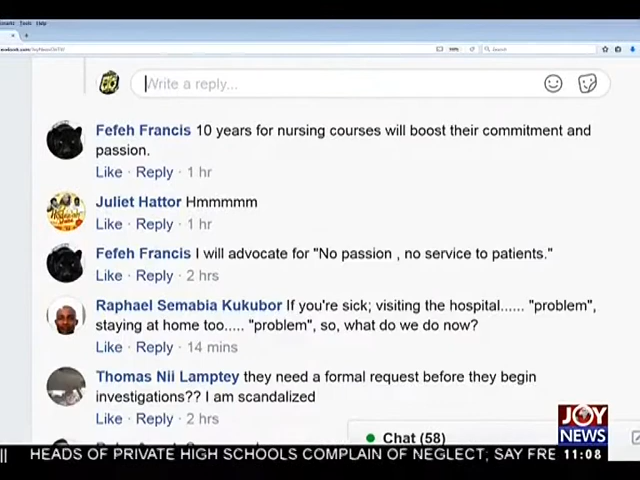 Tools Help
Search
Write a reply...
Fefeh Francis 10 years for nursing courses will boost their commitment and
passion.
Like · Reply · 1 hr
Juliet Hattor Hmmmmm
Like · Reply · 1 hr
Fefeh Francis I will advocate for "No passion , no service to patients."
Like · Reply · 2 hrs
Raphael Semabia Kukubor If you're sick; visiting the hospital...... "problem",
staying at home too..... "problem", so, what do we do now?
Like · Reply · 14 mins
Thomas Nii Lamptey they need a formal request before they begin
investigations?? I am scandalized
Like · Reply · 2 hrs
Chat (58)
JOY
NEWS
HEADS OF PRIVATE HIGH SCHOOLS COMPLAIN OF NEGLECT; SAY FRE
11:08